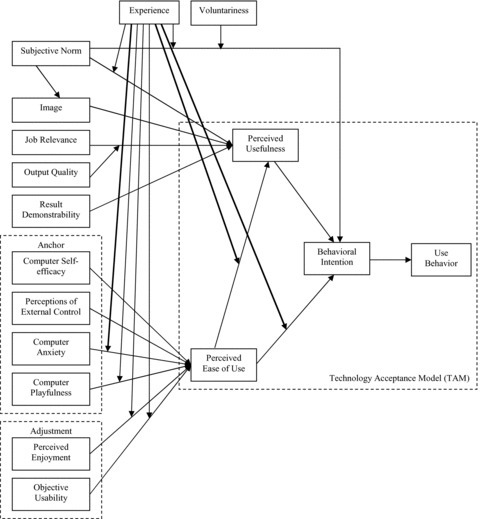 Experience
Voluntariness
Subjective Norm
Image
Job Relevance
Output Quality
Result
Demonstrability
Perceived
Usefulness
Behavioral
Intention
Use
Behavior
Anchor
Computer Self-
efficacy
Perceptions of
External Control
Computer
Anxiety
Computer
Playfulness
Perceived
Ease of Use
Technology Acceptance Model (TAM)
Adjustment
Perceived
Enjoyment
Objective
Usability